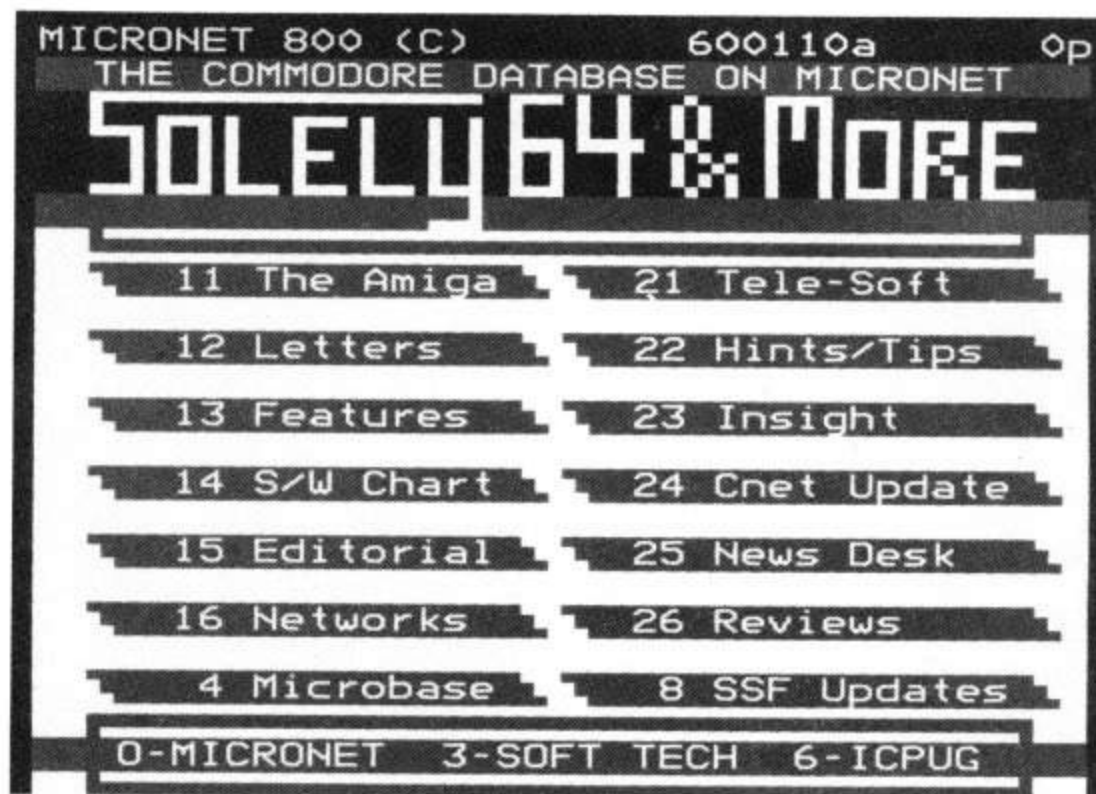 MICRONET 800 (C) 600110a 0p
THE COMMODORE DATABASE ON MICRONET
SOLELY 64 & MORE
11 The Amiga 21 Tele-Soft
12 Letters 22 Hints/Tips
13 Features 23 Insight
14 S/W Chart 24 Cnet Update
15 Editorial 25 News Desk
16 Networks 26 Reviews
4 Microbase 8 SSF Updates
0-MICRONET 3-SOFT TECH 6-ICPUG